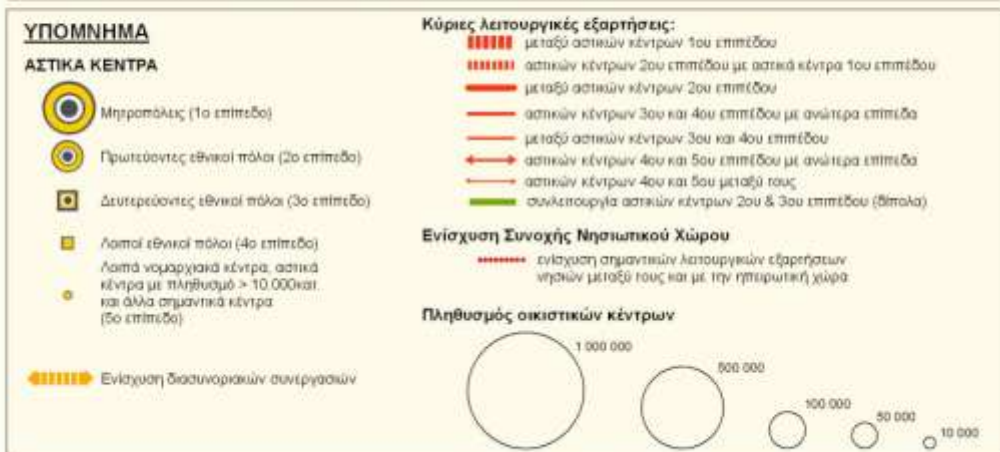 ΥΠΟΜΝΗΜΑ
ΑΣΤΙΚΑ ΚΕΝΤΡΑ
Μητροπόλεις (1ο επίπεδο)
Πρωτεύοντες εθνικοί πόλοι (2ο επίπεδο)
Δευτερεύοντες εθνικοί πόλοι (3ο επίπεδο)
Λοιποί εθνικοί πόλοι (4ο επίπεδο)
Λοιπά νομαρχιακά κέντρα, αστικά
κέντρα με πληθυσμό > 10.000κατ.
και άλλα σημαντικά κέντρα
(5ο επίπεδο)
Ενίσχυση διασυνοριακών συνεργασιών
Κύριες λειτουργικές εξαρτήσεις:
μεταξύ αστικών κέντρων 1ου επιπέδου
αστικών κέντρων 2ου επιπέδου με αστικά κέντρα 1ου επιπέδου
μεταξύ αστικών κέντρων 2ου επιπέδου
αστικών κέντρων 3ου και 4ου επιπέδου με ανώτερα επίπεδα
μεταξύ αστικών κέντρων 3ου και 4ου επιπέδου
αστικών κέντρων 4ου και 5ου επιπέδου με ανώτερα επίπεδα
αστικών κέντρων 4ου και 5ου μεταξύ τους
συνλειτουργία αστικών κέντρων 2ου & 3ου επιπέδου (δίπολα)
Ενίσχυση Συνοχής Νησιωτικού Χώρου
ενίσχυση σημαντικών λειτουργικών εξαρτήσεων
νησιών μεταξύ τους και με την ηπειρωτική χώρα
Πληθυσμός οικιστικών κέντρων
1 000 000
500 000
100 000
50 000
10 000